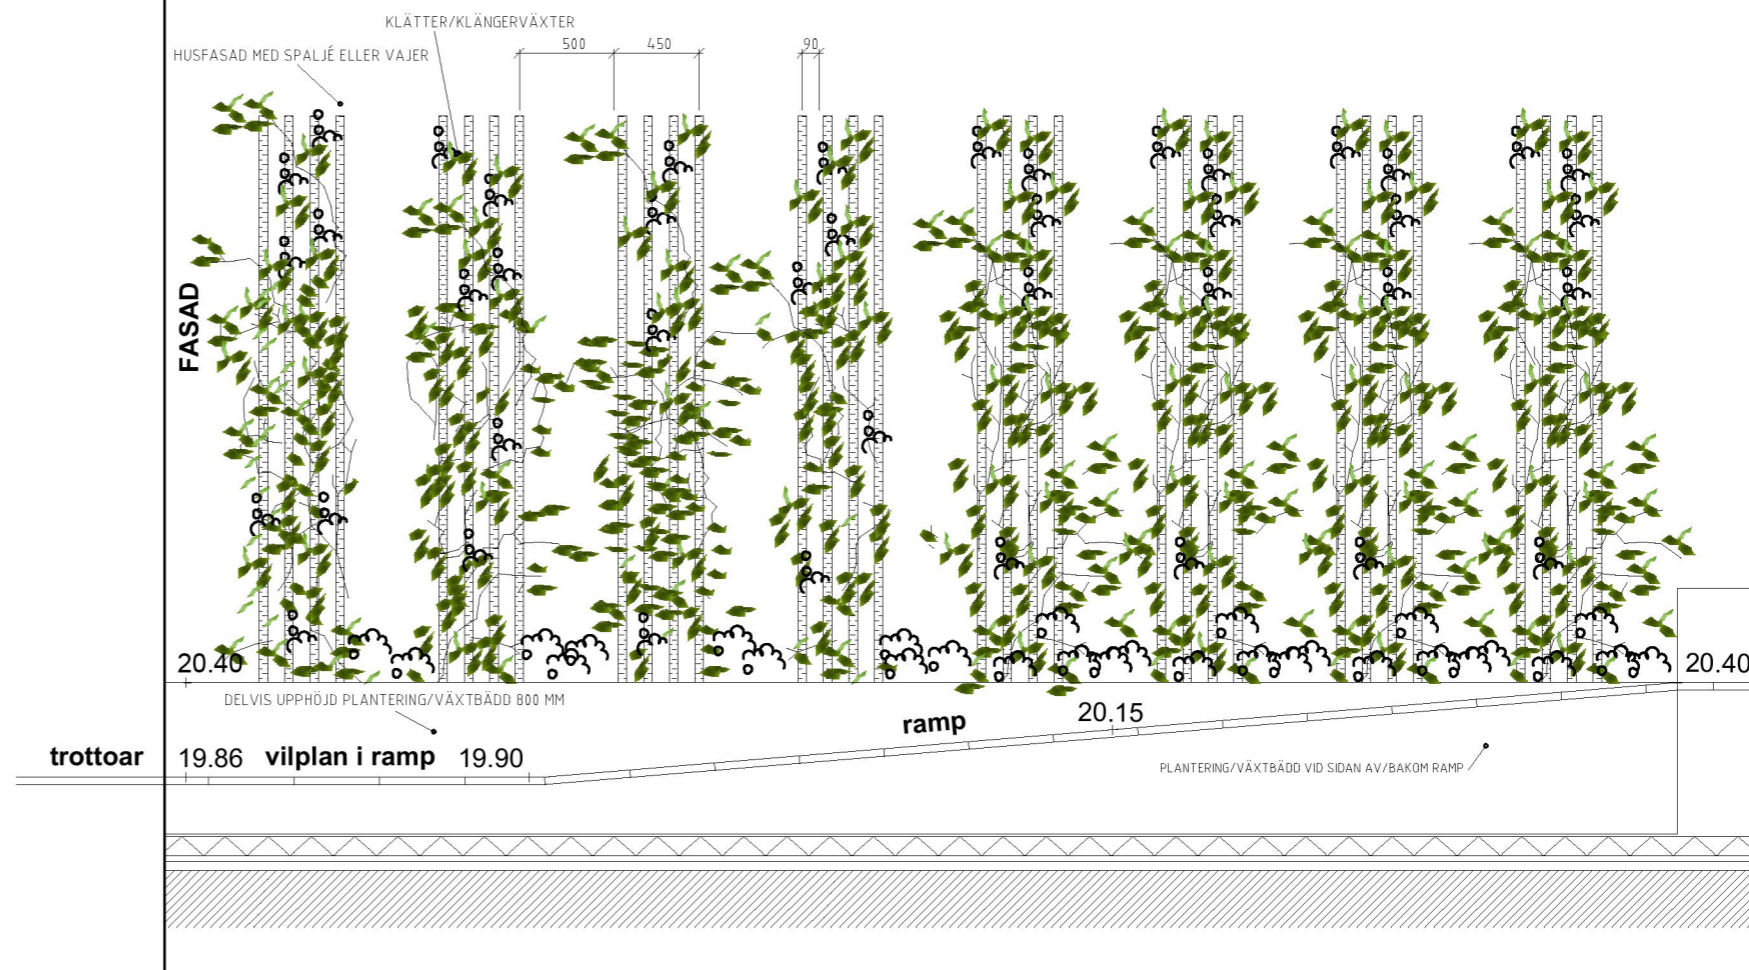 KLÄTTER/KLÄNGERVÄXTER
HUSFASAD MED SPALJÉ ELLER VAJER
500
450
90
FASAD
20.40
20.40
DELVIS UPPHÖJD PLANTERING/VÄXTBÄDD 800 MM
ramp
20.15
trottoar
19.86
vilplan i ramp
19.90
PLANTERING/VÄXTBÄDD VID SIDAN AV/BAKOM RAMP